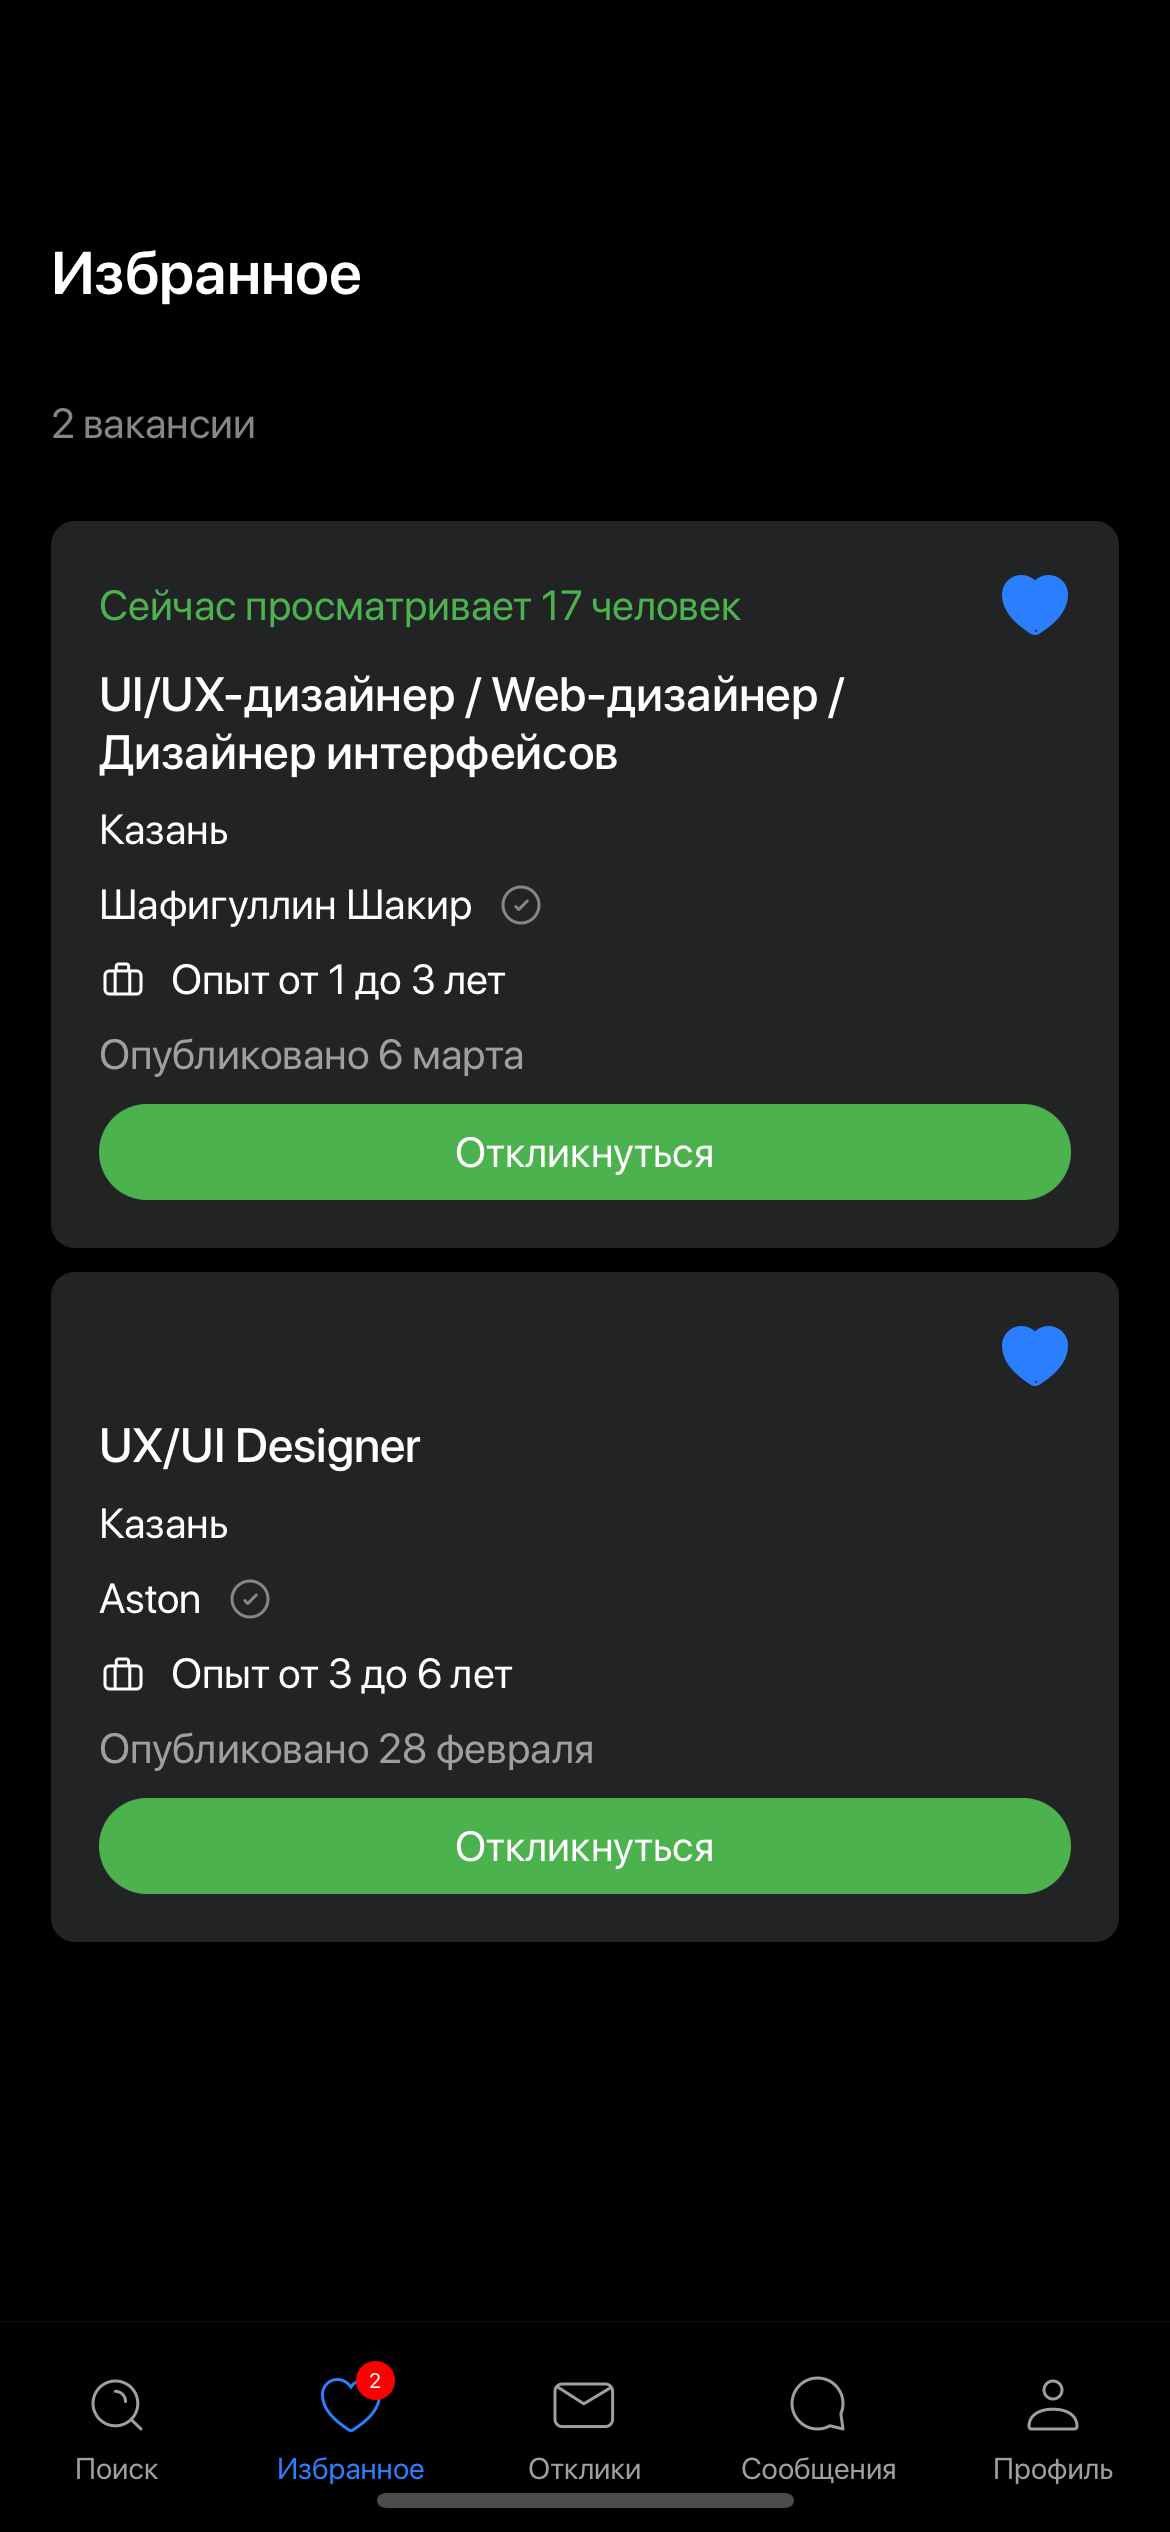 Избранное
2 вакансии
Сейчас просматривает 17 человек
UI/UX-дизайнер / Web-дизайнер /
Дизайнер интерфейсов
Казань
Шафигуллин Шакир
Опыт от 1 до 3 лет
Опубликовано 6 марта
Откликнуться
UX/UI Designer
Казань
Aston
Опыт от 3 до 6 лет
Опубликовано 28 февраля
Откликнуться
2
Поиск
Избранное
Отклики
Сообщения
Профиль